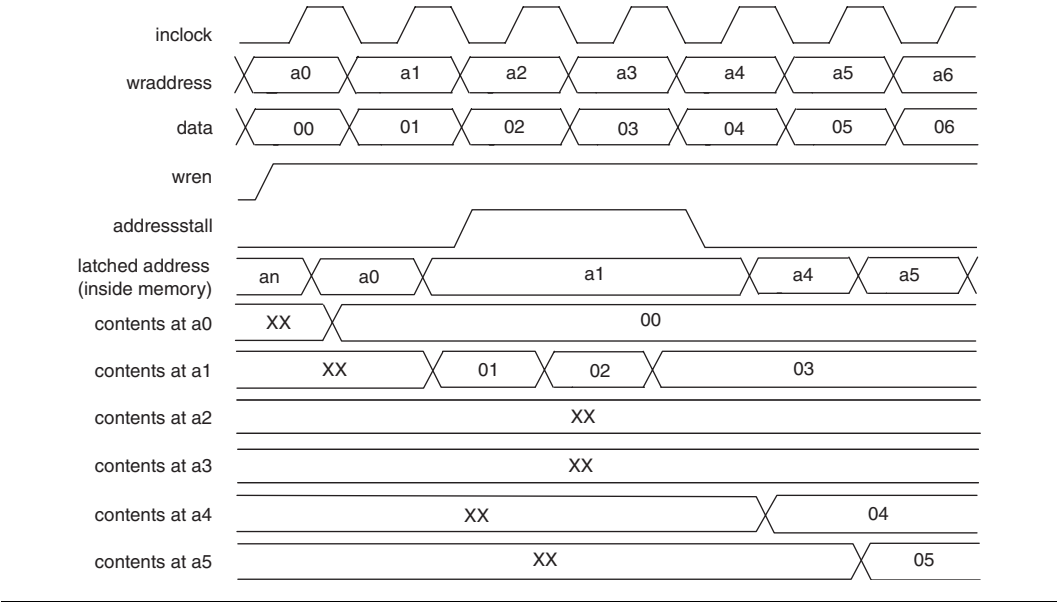 inclock
wraddress a0 a1 a2 a3 a4 a5 a6
data 00 01 02 03 04 05 06
wren
addressstall
latched address
(inside memory) an a0 a1 a4 a5
contents at a0 XX 00
contents at a1 XX 01 02 03
contents at a2 XX
contents at a3 XX
contents at a4 XX 04
contents at a5 XX 05